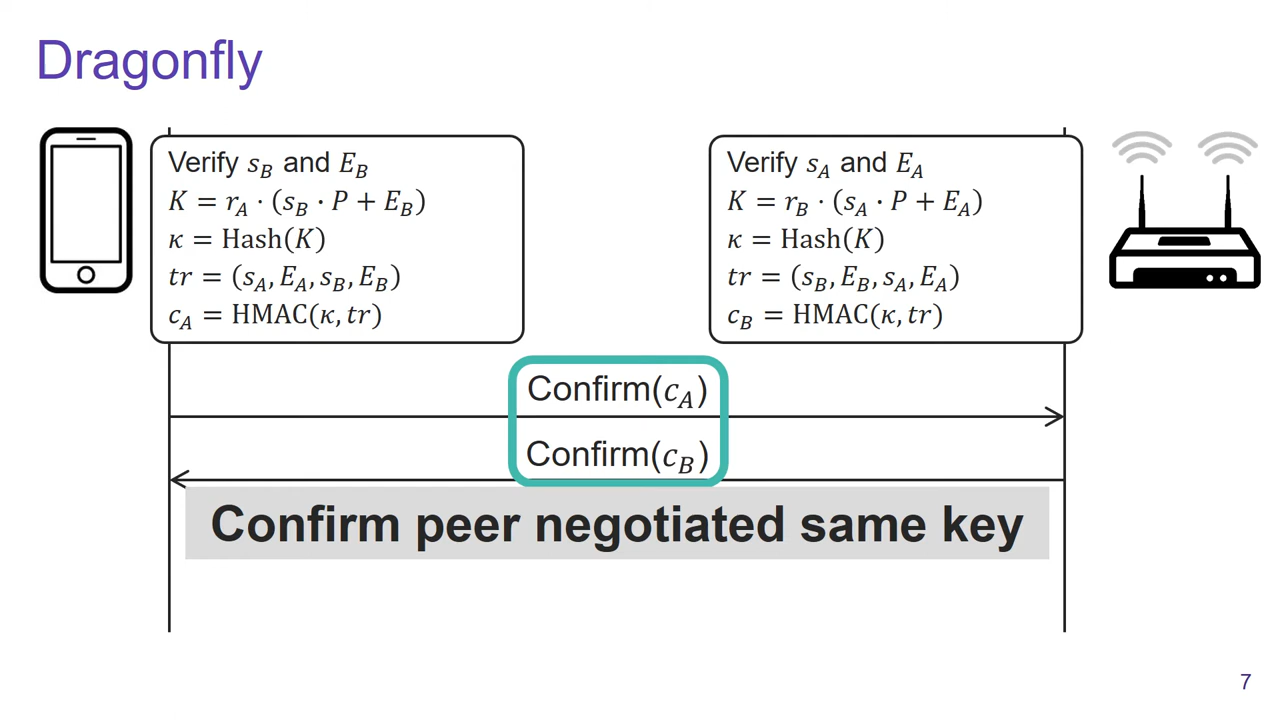 Dragonfly
Verify s_B and E_B
K = r_A · (s_B · P + E_B)
κ = Hash(K)
tr = (s_A, E_A, s_B, E_B)
c_A = HMAC(κ, tr)
Verify s_A and E_A
K = r_B · (s_A · P + E_A)
κ = Hash(K)
tr = (s_B, E_B, s_A, E_A)
c_B = HMAC(κ, tr)
Confirm(c_A)
Confirm(c_B)
Confirm peer negotiated same key
7